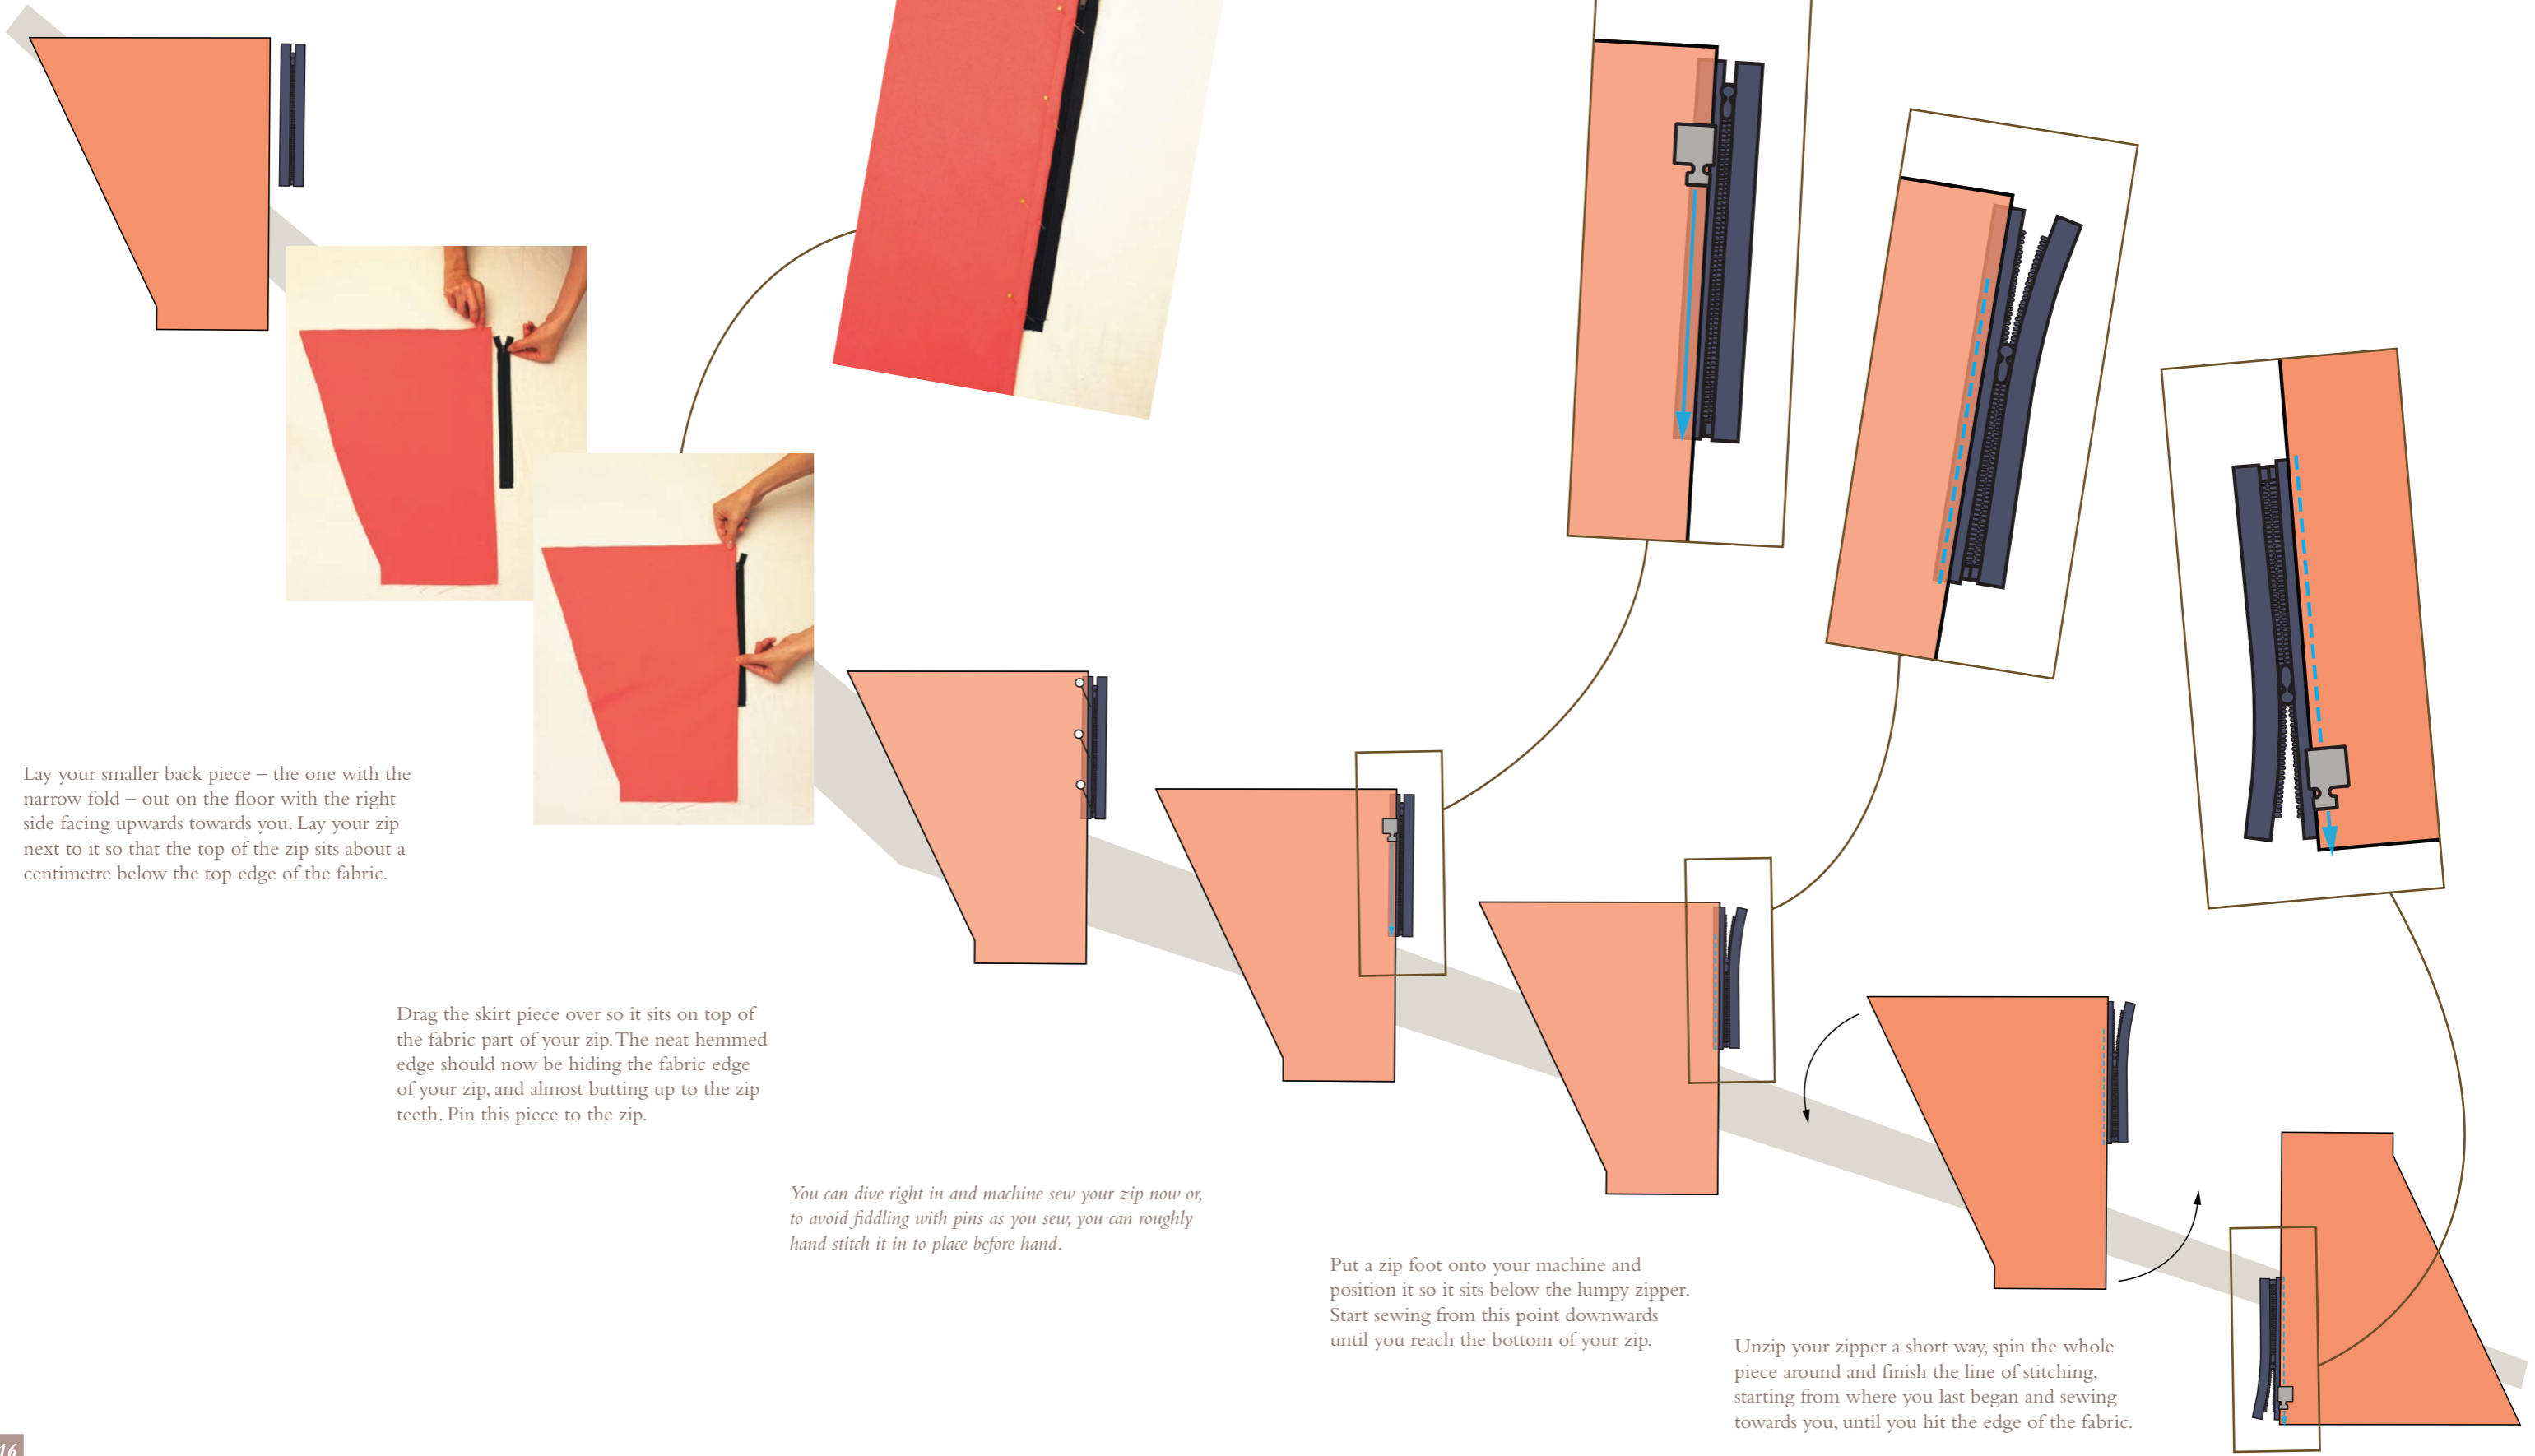 Lay your smaller back piece – the one with the
narrow fold – out on the floor with the right
side facing upwards towards you. Lay your zip
next to it so that the top of the zip sits about a
centimetre below the top edge of the fabric.
Drag the skirt piece over so it sits on top of
the fabric part of your zip. The neat hemmed
edge should now be hiding the fabric edge
of your zip, and almost butting up to the zip
teeth. Pin this piece to the zip.
You can dive right in and machine sew your zip now or,
to avoid fiddling with pins as you sew, you can roughly
hand stitch it in to place before hand.
Put a zip foot onto your machine and
position it so it sits below the lumpy zipper.
Start sewing from this point downwards
until you reach the bottom of your zip.
Unzip your zipper a short way, spin the whole
piece around and finish the line of stitching,
starting from where you last began and sewing
towards you, until you hit the edge of the fabric.
16